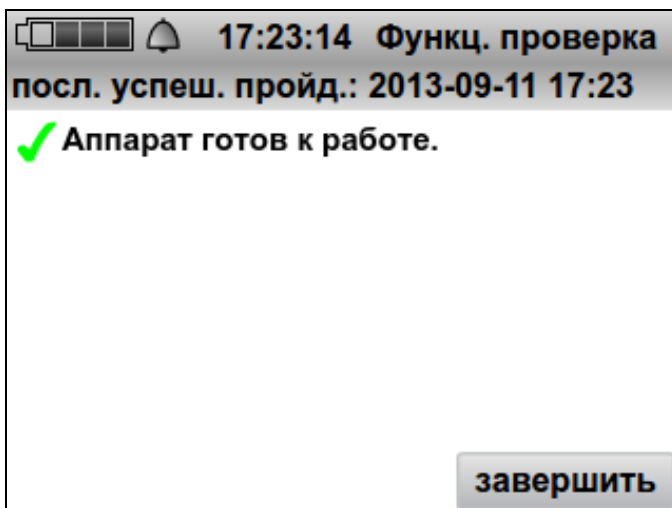 17:23:14 Функц. проверка
посл. успеш. пройд.: 2013-09-11 17:23
Аппарат готов к работе.
завершить